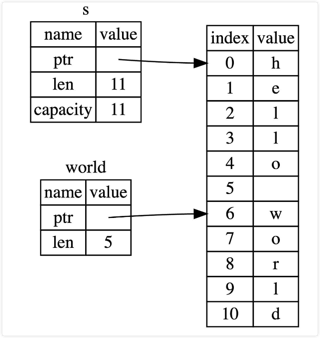 s
name value
ptr
len 11
capacity 11
world
name value
ptr
len 5
index value
0 h
1 e
2 l
3 l
4 o
5
6 w
7 o
8 r
9 l
10 d